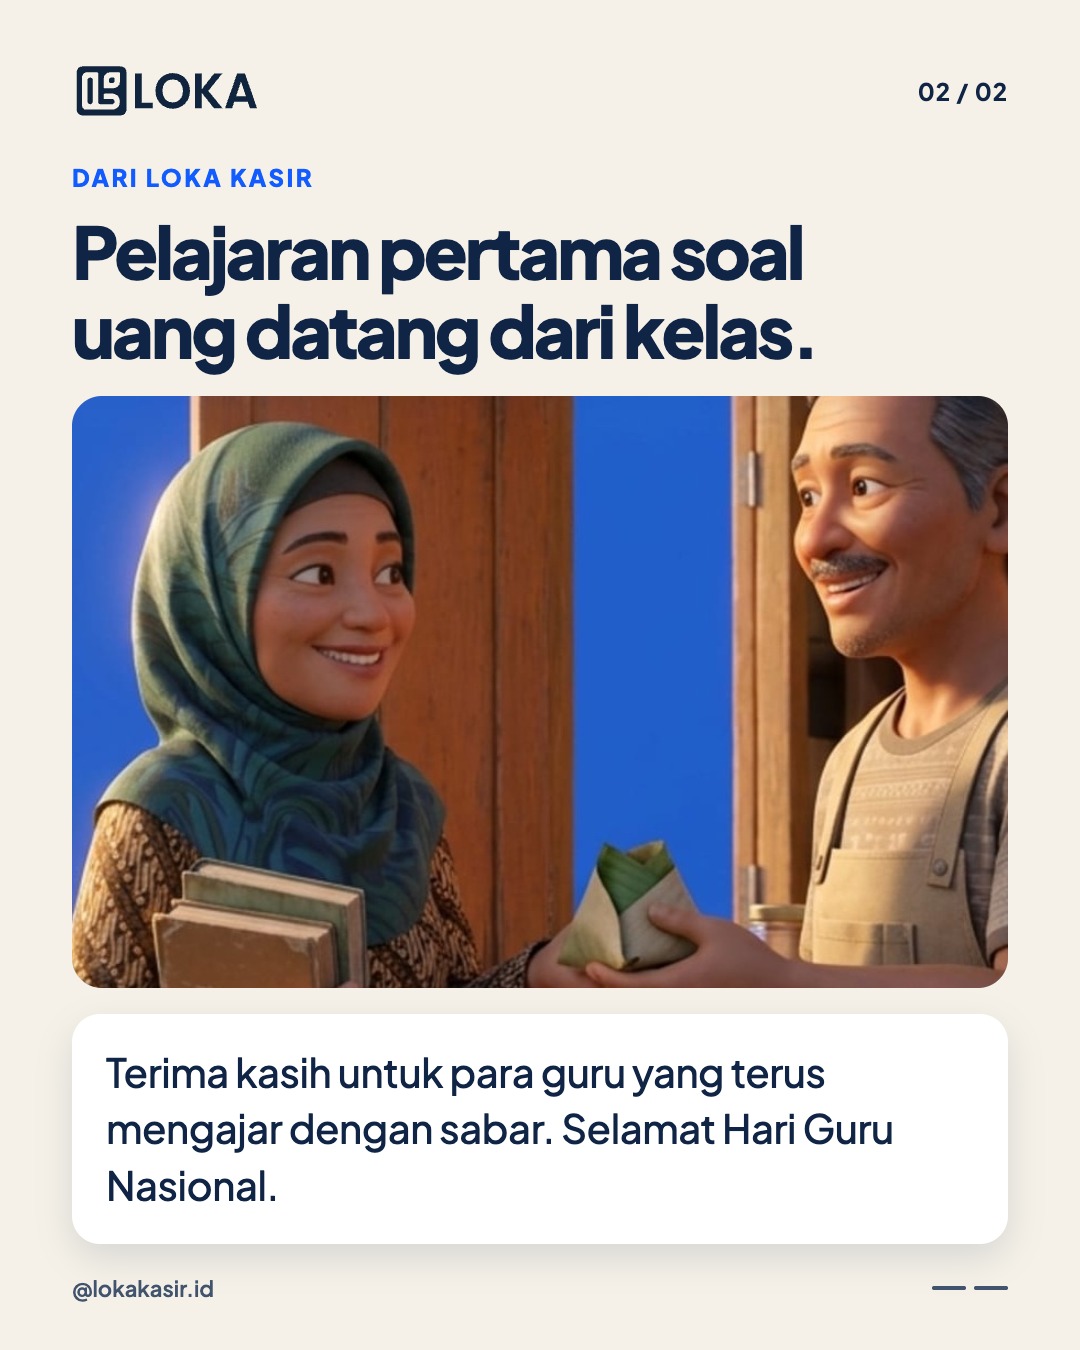 LOKA
02 / 02
DARI LOKA KASIR
Pelajaran pertama soal
uang datang dari kelas.
Terima kasih untuk para guru yang terus
mengajar dengan sabar. Selamat Hari Guru
Nasional.
@lokakasir.id